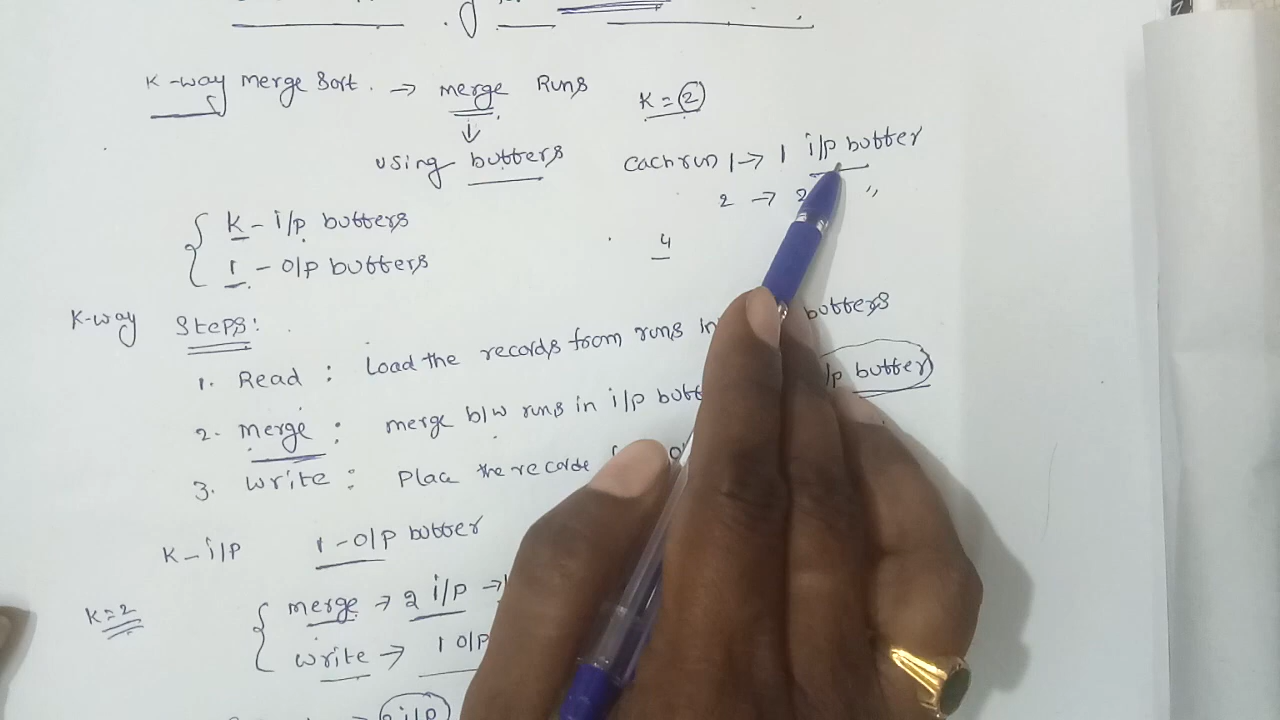 K-way merge Sort. → merge Runs
K = 2
↓
using buffers
Each run 1 → 1 i/p buffer
2 → 2 "
{ K - i/p buffers
4
1 - o/p buffers
K-way Steps:
1. Read : Load the records from runs in buffers
2. merge : merge b/w runs in i/p buff /p buffer
3. write : Place the records
K - i/p 1 - o/p buffer
K=2
{ merge → 2 i/p →
write → 1 o/p
2 i/p